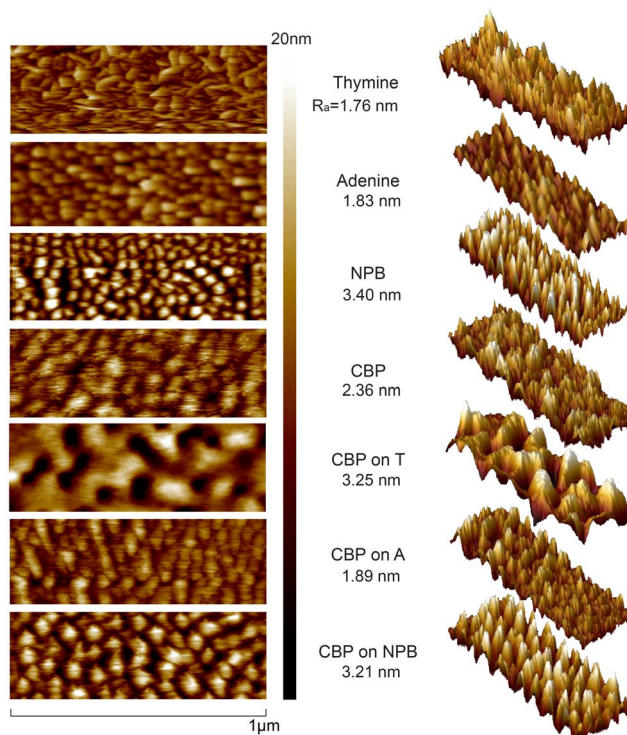 20nm
Thymine
Ra=1.76 nm
Adenine
1.83 nm
NPB
3.40 nm
CBP
2.36 nm
CBP on T
3.25 nm
CBP on A
1.89 nm
CBP on NPB
3.21 nm
1µm